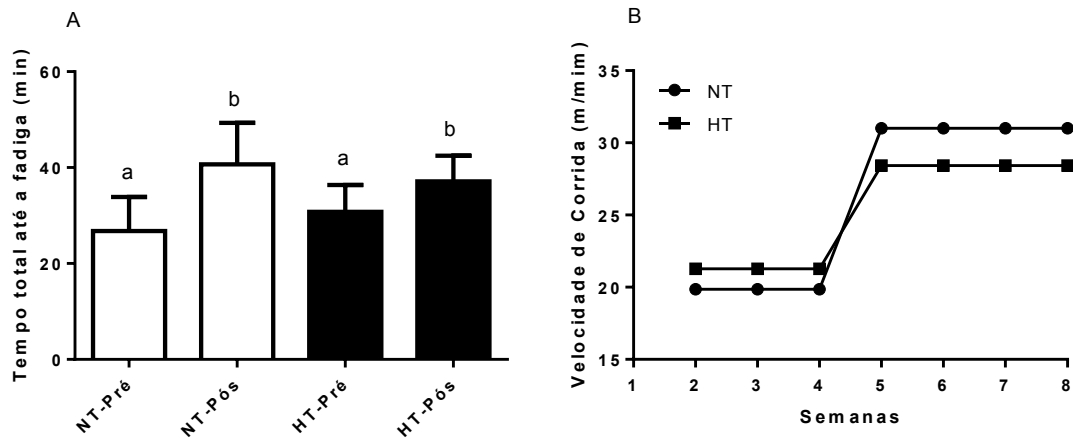 A
Tempo total até a fadiga (min)
60
40
20
0
a
b
a
b
NT-Pré
NT-Pós
HT-Pré
HT-Pós
B
Velocidade de Corrida (m/mim)
35
30
25
20
15
NT
HT
1 2 3 4 5 6 7 8
Semanas